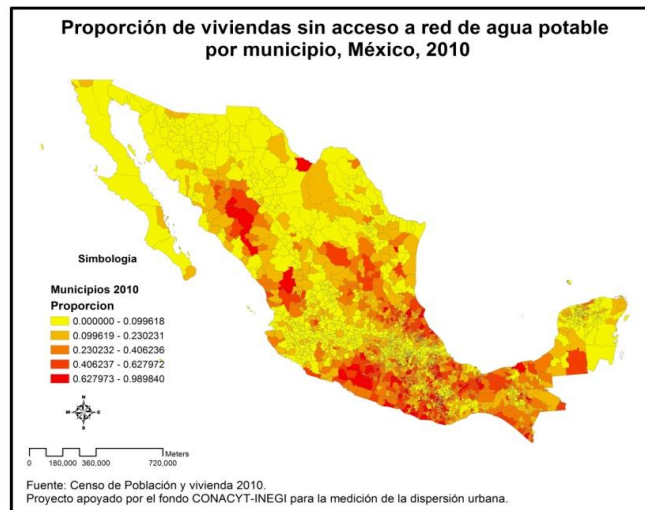 Proporción de viviendas sin acceso a red de agua potable
por municipio, México, 2010
Simbología
Municipios 2010
Proporcion
0.000000 - 0.099618
0.099619 - 0.230231
0.230232 - 0.406236
0.406237 - 0.627972
0.627973 - 0.989840
N
W E
S
Meters
0 180,000 360,000 720,000
Fuente: Censo de Población y vivienda 2010.
Proyecto apoyado por el fondo CONACYT-INEGI para la medición de la dispersión urbana.